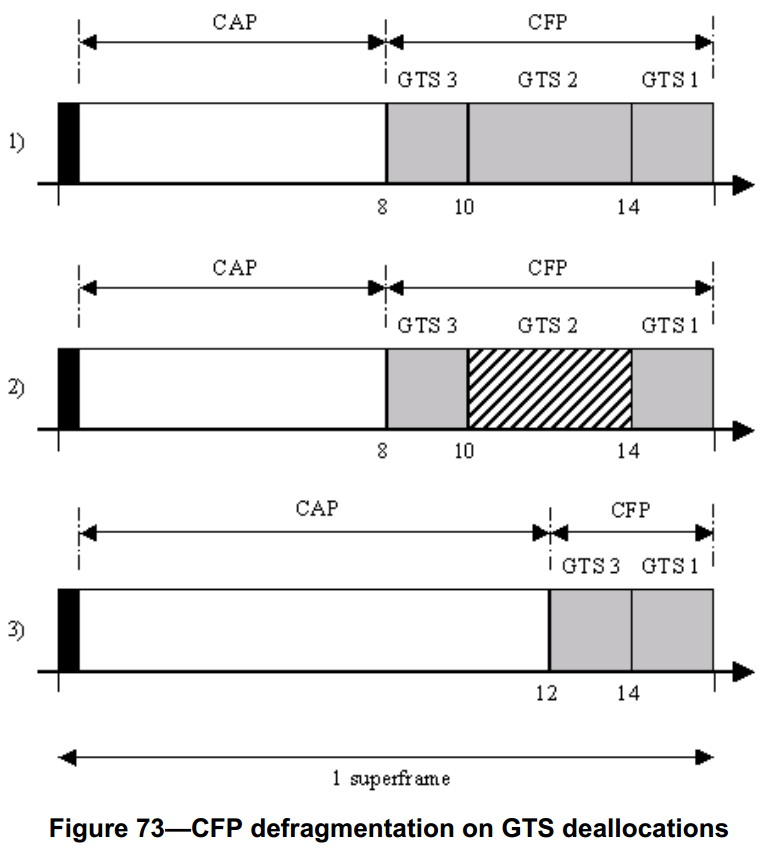 CAP CFP
GTS 3 GTS 2 GTS 1
1)
8 10 14
CAP CFP
GTS 3 GTS 2 GTS 1
2)
8 10 14
CAP CFP
GTS 3 GTS 1
3)
12 14
1 superframe
Figure 73—CFP defragmentation on GTS deallocations